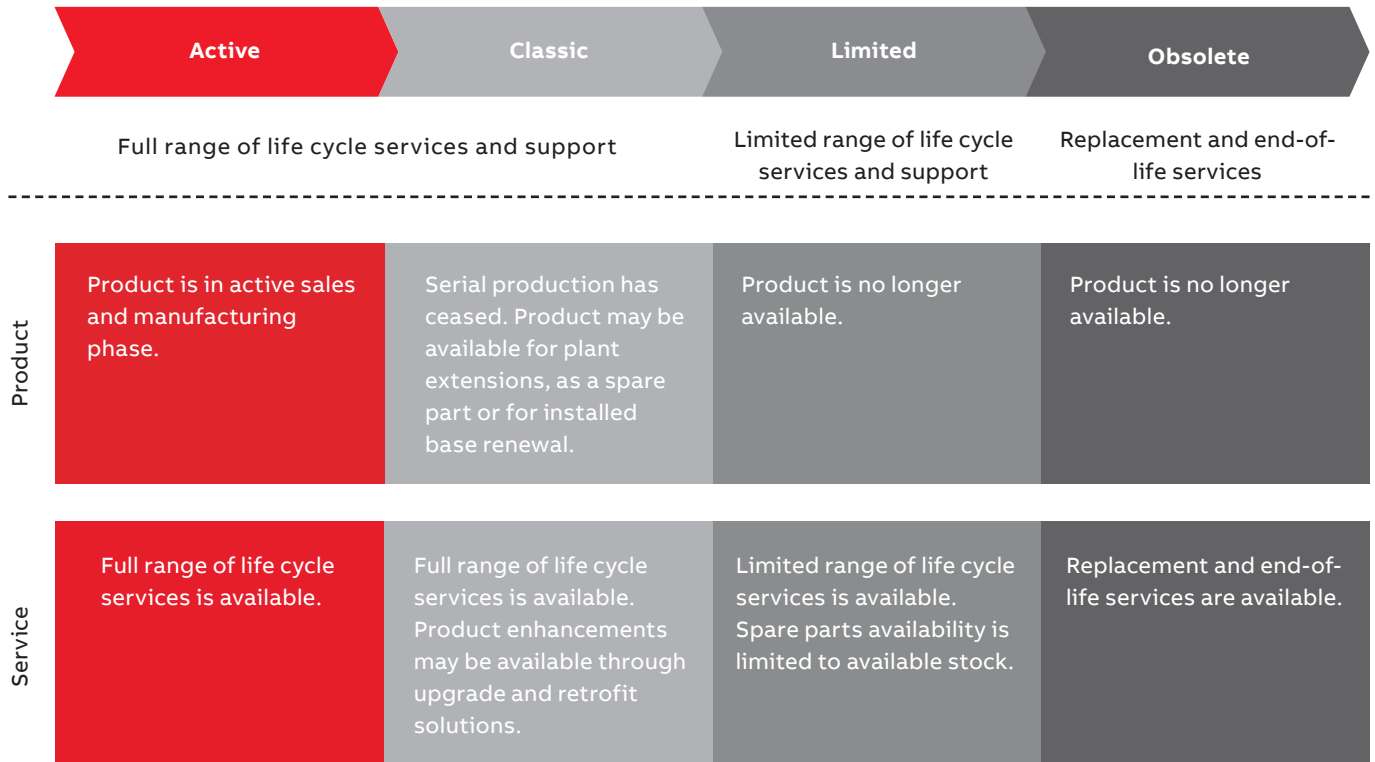 Active
Classic
Limited
Obsolete
Full range of life cycle services and support
Limited range of life cycle
services and support
Replacement and end-of-
life services
Product
Product is in active sales
and manufacturing
phase.
Serial production has
ceased. Product may be
available for plant
extensions, as a spare
part or for installed
base renewal.
Product is no longer
available.
Product is no longer
available.
Service
Full range of life cycle
services is available.
Full range of life cycle
services is available.
Product enhancements
may be available through
upgrade and retrofit
solutions.
Limited range of life cycle
services is available.
Spare parts availability is
limited to available stock.
Replacement and end-of-
life services are available.